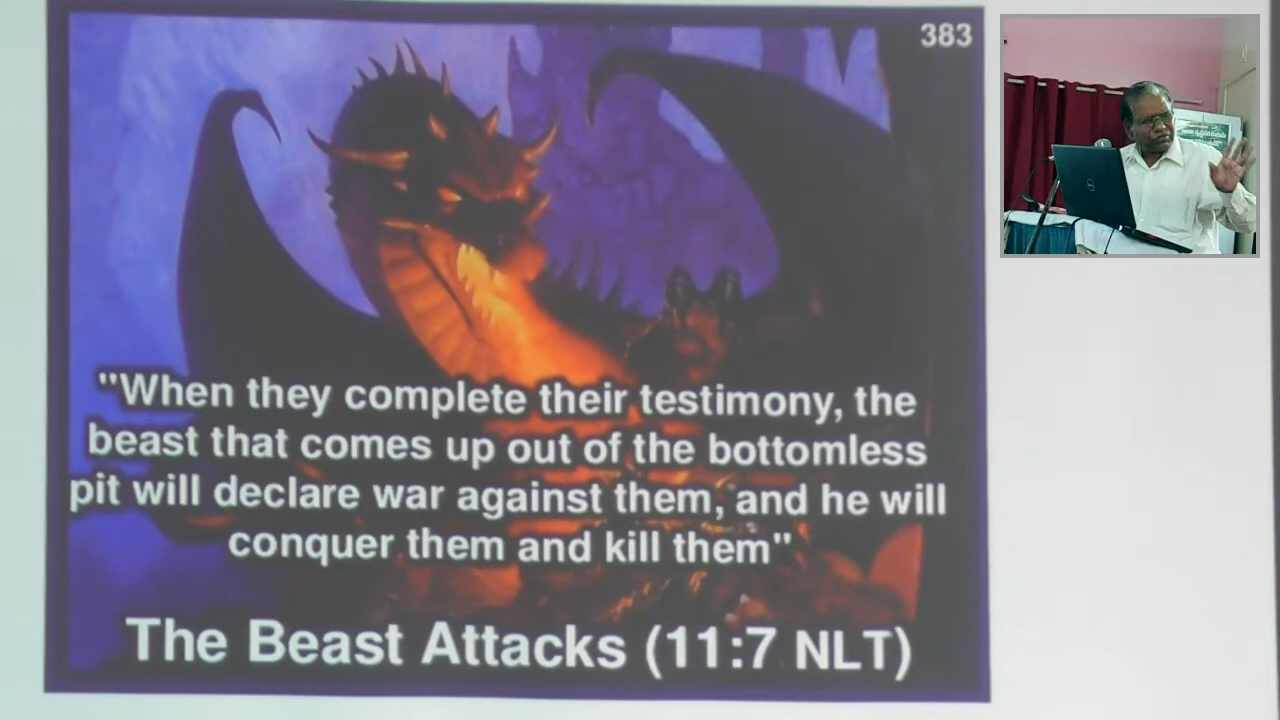 383
"When they complete their testimony, the
beast that comes up out of the bottomless
pit will declare war against them, and he will
conquer them and kill them"
The Beast Attacks (11:7 NLT)